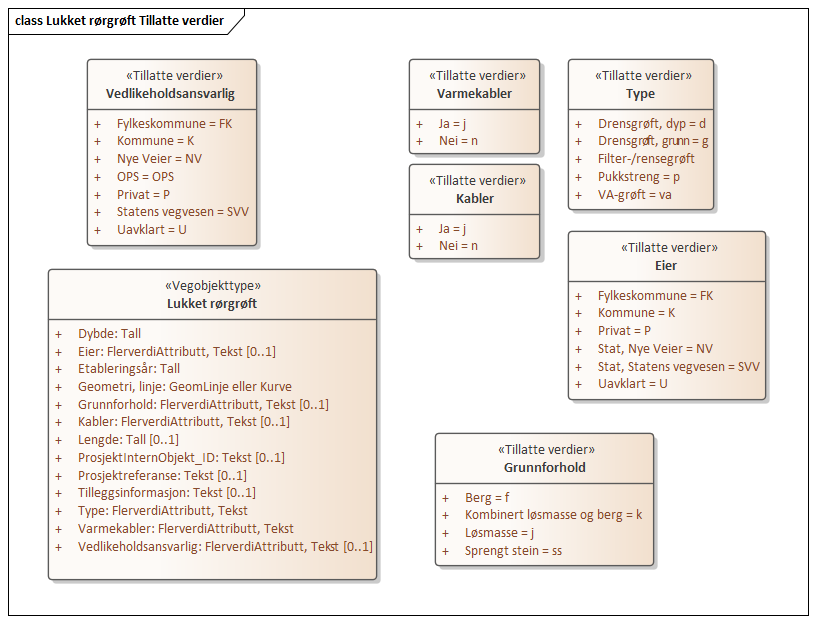 class Lukket rørgrøft Tillatte verdier
«Tillatte verdier»
Vedlikeholdsansvarlig
+ Fylkeskommune = FK
+ Kommune = K
+ Nye Veier = NV
+ OPS = OPS
+ Privat = P
+ Statens vegvesen = SVV
+ Uavklart = U
«Tillatte verdier»
Varmekabler
+ Ja = j
+ Nei = n
«Tillatte verdier»
Type
+ Drensgrøft, dyp = d
+ Drensgrøft, grunn = g
+ Filter-/rensegrøft
+ Pukkstreng = p
+ VA-grøft = va
«Tillatte verdier»
Kabler
+ Ja = j
+ Nei = n
«Tillatte verdier»
Eier
+ Fylkeskommune = FK
+ Kommune = K
+ Privat = P
+ Stat, Nye Veier = NV
+ Stat, Statens vegvesen = SVV
+ Uavklart = U
«Vegobjekttype»
Lukket rørgrøft
+ Dybde: Tall
+ Eier: FlerverdiAttributt, Tekst [0..1]
+ Etableringsår: Tall
+ Geometri, linje: GeomLinje eller Kurve
+ Grunnforhold: FlerverdiAttributt, Tekst [0..1]
+ Kabler: FlerverdiAttributt, Tekst [0..1]
+ Lengde: Tall [0..1]
+ ProsjektInternObjekt_ID: Tekst [0..1]
+ Prosjektreferanse: Tekst [0..1]
+ Tilleggsinformasjon: Tekst [0..1]
+ Type: FlerverdiAttributt, Tekst
+ Varmekabler: FlerverdiAttributt, Tekst
+ Vedlikeholdsansvarlig: FlerverdiAttributt, Tekst [0..1]
«Tillatte verdier»
Grunnforhold
+ Berg = f
+ Kombinert løsmasse og berg = k
+ Løsmasse = j
+ Sprengt stein = ss